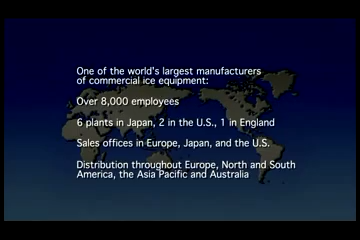 One of the world's largest manufacturers
of commercial ice equipment:
Over 8,000 employees
6 plants in Japan, 2 in the U.S., 1 in England
Sales offices in Europe, Japan, and the U.S.
Distribution throughout Europe, North and South
America, the Asia Pacific and Australia